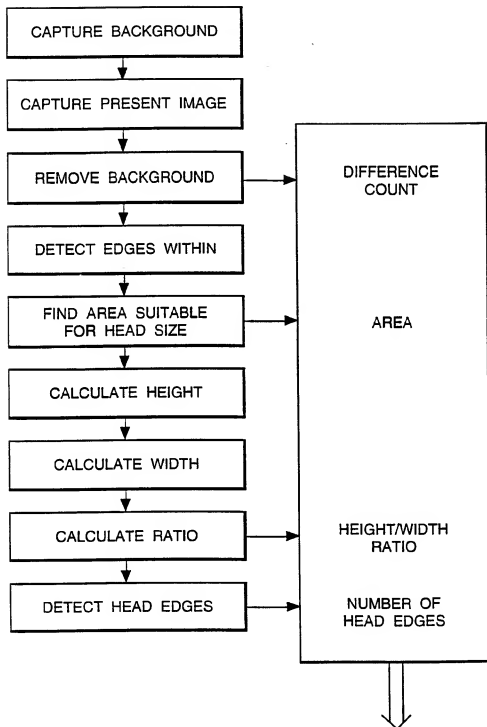 CAPTURE BACKGROUND
CAPTURE PRESENT IMAGE
REMOVE BACKGROUND
DETECT EDGES WITHIN
FIND AREA SUITABLE
FOR HEAD SIZE
CALCULATE HEIGHT
CALCULATE WIDTH
CALCULATE RATIO
DETECT HEAD EDGES
DIFFERENCE
COUNT
AREA
HEIGHT/WIDTH
RATIO
NUMBER OF
HEAD EDGES